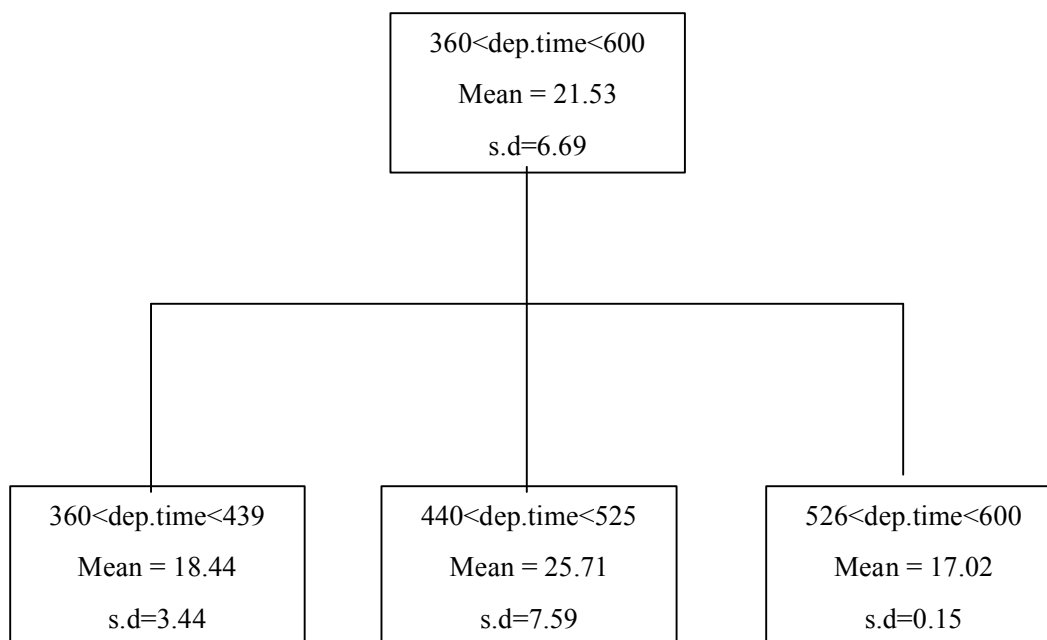 360<dep.time<600
Mean = 21.53
s.d=6.69
360<dep.time<439
Mean = 18.44
s.d=3.44
440<dep.time<525
Mean = 25.71
s.d=7.59
526<dep.time<600
Mean = 17.02
s.d=0.15